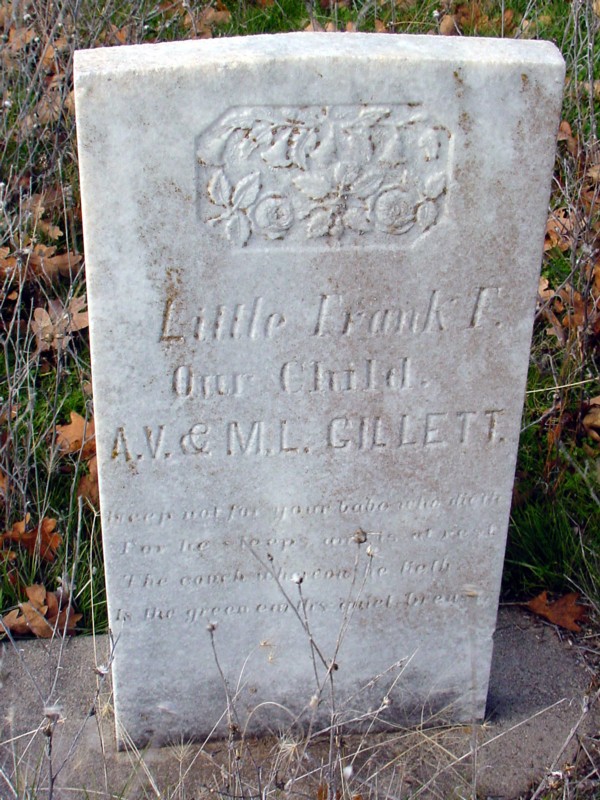 Little Frank F.
Our Child.
A.V. & M.L. GILLETT.
Weep not for your babe who dieth
For he sleeps and is at rest
The couch whereon he lieth
Is the green earths quiet breast